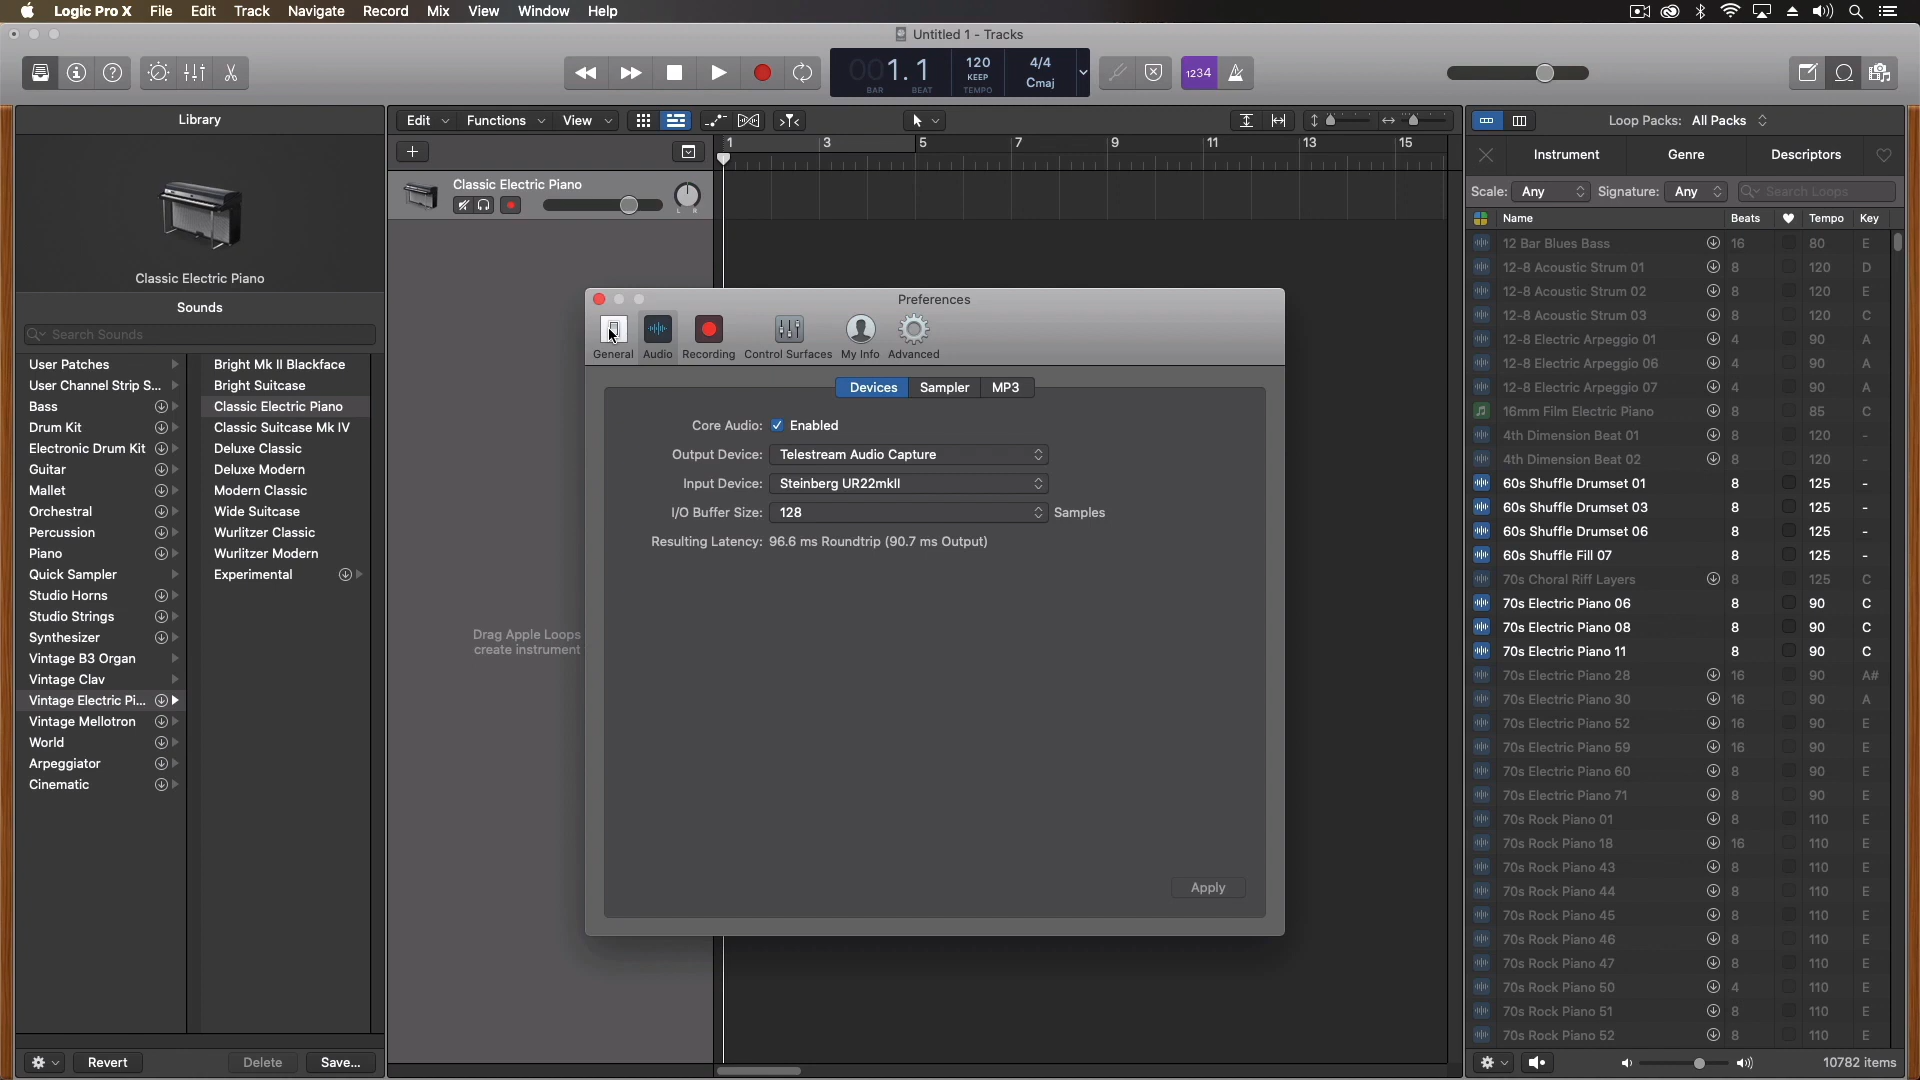 Logic Pro X File Edit Track Navigate Record Mix View Window Help
Untitled 1 - Tracks
001.1 120 4/4
KEEP Cmaj 1234
BAR BEAT TEMPO
Library
Classic Electric Piano
Sounds
Search Sounds
User Patches
User Channel Strip S...
Bass
Drum Kit
Electronic Drum Kit
Guitar
Mallet
Orchestral
Percussion
Piano
Quick Sampler
Studio Horns
Studio Strings
Synthesizer
Vintage B3 Organ
Vintage Clav
Vintage Electric Pi...
Vintage Mellotron
World
Arpeggiator
Cinematic
Bright Mk II Blackface
Bright Suitcase
Classic Electric Piano
Classic Suitcase Mk IV
Deluxe Classic
Deluxe Modern
Modern Classic
Wide Suitcase
Wurlitzer Classic
Wurlitzer Modern
Experimental
Revert Delete Save...
Edit Functions View
1 3 5 7 9 11 13 15
Classic Electric Piano
L R
Drag Apple Loops
create instrument
Preferences
General Audio Recording Control Surfaces My Info Advanced
Devices Sampler MP3
Core Audio: Enabled
Output Device: Telestream Audio Capture
Input Device: Steinberg UR22mkII
I/O Buffer Size: 128 Samples
Resulting Latency: 96.6 ms Roundtrip (90.7 ms Output)
Apply
Loop Packs: All Packs
Instrument Genre Descriptors
Scale: Any Signature: Any Search Loops
Name Beats Tempo Key
12 Bar Blues Bass 16 80 E
12-8 Acoustic Strum 01 8 120 D
12-8 Acoustic Strum 02 8 120 E
12-8 Acoustic Strum 03 8 120 C
12-8 Electric Arpeggio 01 4 90 A
12-8 Electric Arpeggio 06 4 90 A
12-8 Electric Arpeggio 07 4 90 A
16mm Film Electric Piano 8 85 C
4th Dimension Beat 01 8 120 -
4th Dimension Beat 02 8 120 -
60s Shuffle Drumset 01 8 125 -
60s Shuffle Drumset 03 8 125 -
60s Shuffle Drumset 06 8 125 -
60s Shuffle Fill 07 8 125 -
70s Choral Riff Layers 8 125 C
70s Electric Piano 06 8 90 C
70s Electric Piano 08 8 90 C
70s Electric Piano 11 8 90 C
70s Electric Piano 28 16 90 A#
70s Electric Piano 30 16 90 A
70s Electric Piano 52 16 90 E
70s Electric Piano 59 16 90 E
70s Electric Piano 60 8 90 E
70s Electric Piano 71 8 90 E
70s Rock Piano 01 8 110 E
70s Rock Piano 18 16 110 E
70s Rock Piano 43 8 110 E
70s Rock Piano 44 8 110 E
70s Rock Piano 45 8 110 E
70s Rock Piano 46 8 110 E
70s Rock Piano 47 8 110 E
70s Rock Piano 50 4 110 E
70s Rock Piano 51 8 110 E
70s Rock Piano 52 8 110 E
10782 items